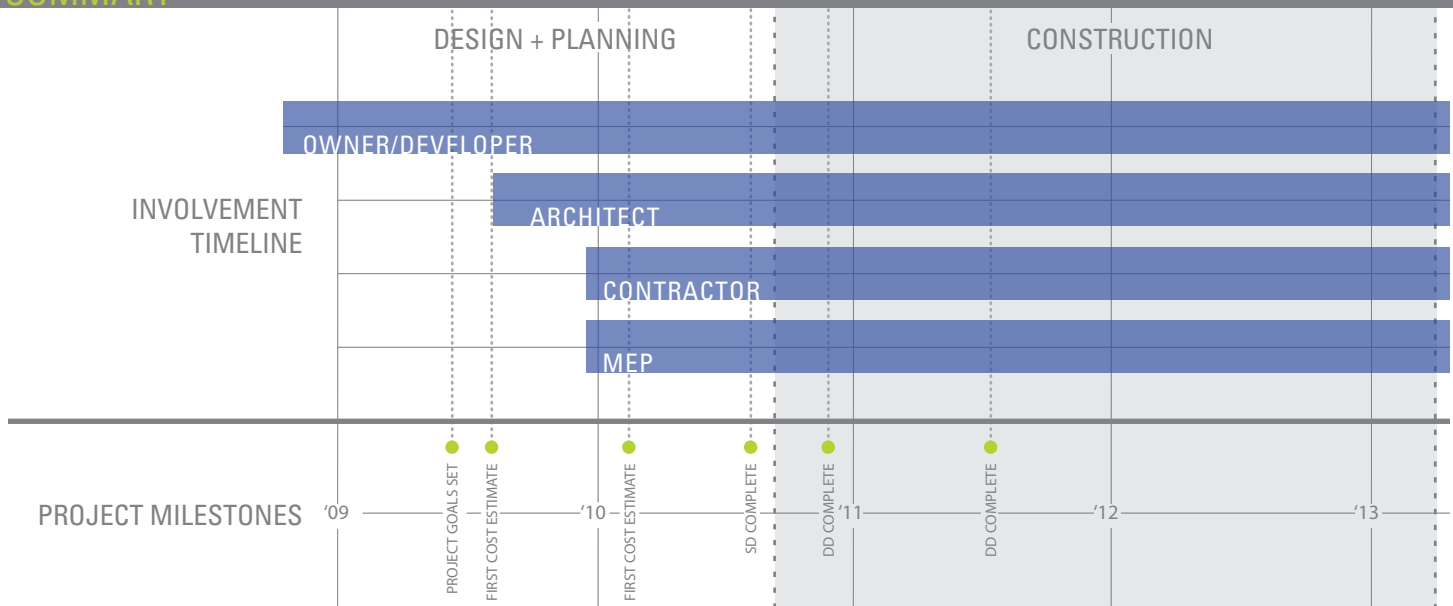 SUMMARY
DESIGN + PLANNING
CONSTRUCTION
OWNER/DEVELOPER
ARCHITECT
CONTRACTOR
MEP
INVOLVEMENT
TIMELINE
PROJECT MILESTONES
'09
'10
'11
'12
'13
PROJECT GOALS SET
FIRST COST ESTIMATE
FIRST COST ESTIMATE
SD COMPLETE
DD COMPLETE
DD COMPLETE